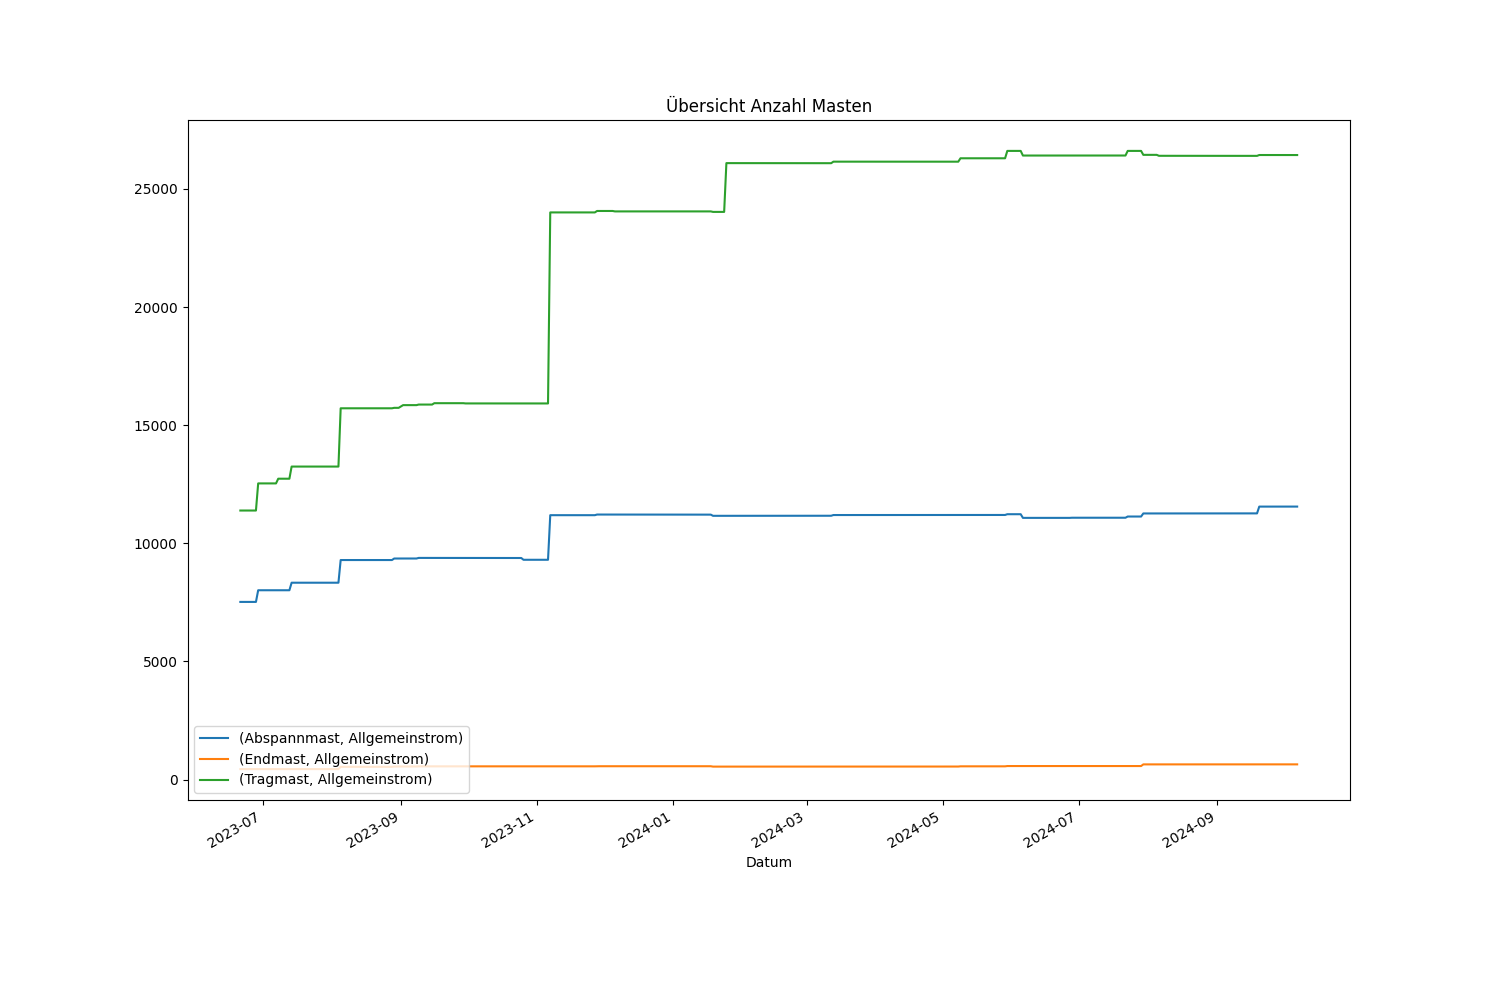 Übersicht Anzahl Masten
25000
20000
15000
10000
5000
0
(Abspannmast, Allgemeinstrom)
(Endmast, Allgemeinstrom)
(Tragmast, Allgemeinstrom)
2023-07
2023-09
2023-11
2024-01
2024-03
2024-05
2024-07
2024-09
Datum